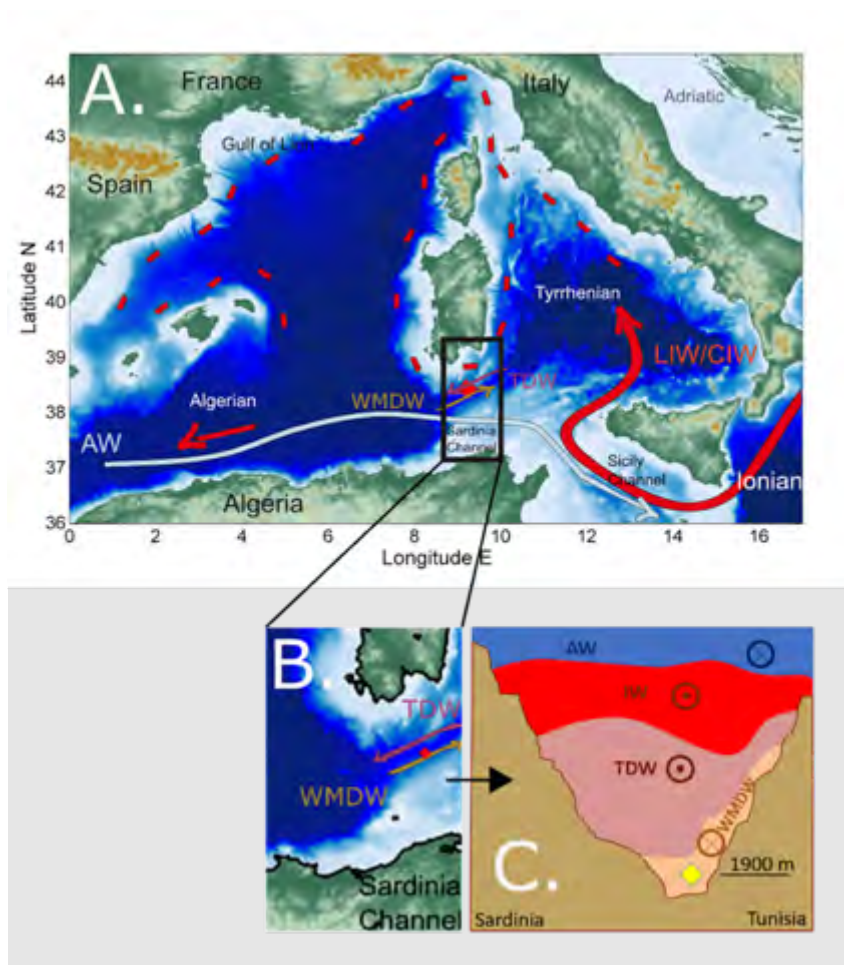 A.
44
43
42
41
40
39
38
37
36
Latitude N
France
Italy
Adriatic
Gulf of Lion
Spain
Tyrrhenian
LIW/CIW
TDW
WMDW
Algerian
AW
Sardinia
Channel
Sicily
Channel
Ionian
Algeria
0 2 4 6 8 10 12 14 16
Longitude E
B.
TDW
WMDW
Sardinia
Channel
AW
IW
TDW
WMDW
1900 m
C.
Sardinia
Tunisia